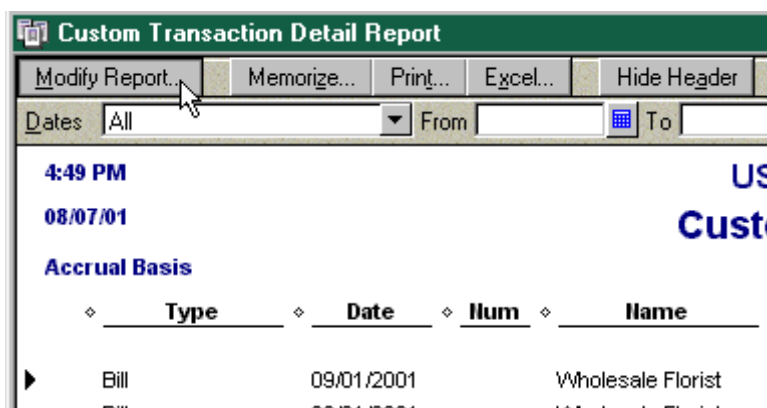 Custom Transaction Detail Report
Modify Report... Memorize... Print... Excel... Hide Header
Dates All From To
4:49 PM
08/07/01
Accrual Basis
Type Date Num Name
Bill 09/01/2001 Wholesale Florist